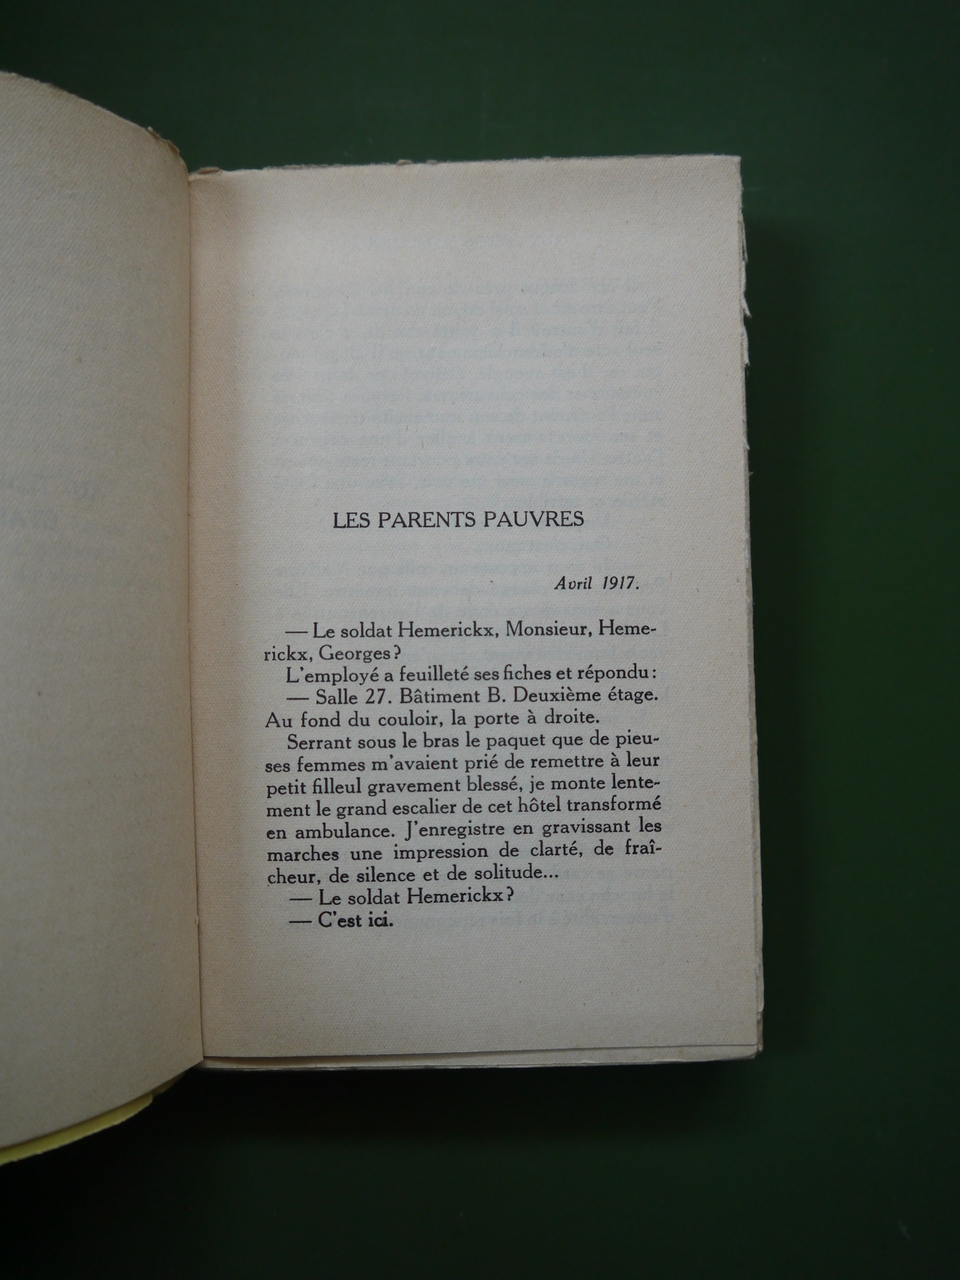 LES PARENTS PAUVRES
Avril 1917.
— Le soldat Hemerickx, Monsieur, Heme-
rickx, Georges?
L'employé a feuilleté ses fiches et répondu:
— Salle 27. Bâtiment B. Deuxième étage.
Au fond du couloir, la porte à droite.
Serrant sous le bras le paquet que de pieu-
ses femmes m'avaient prié de remettre à leur
petit filleul gravement blessé, je monte lente-
ment le grand escalier de cet hôtel transformé
en ambulance. J'enregistre en gravissant les
marches une impression de clarté, de fraî-
cheur, de silence et de solitude...
— Le soldat Hemerickx?
— C'est ici.